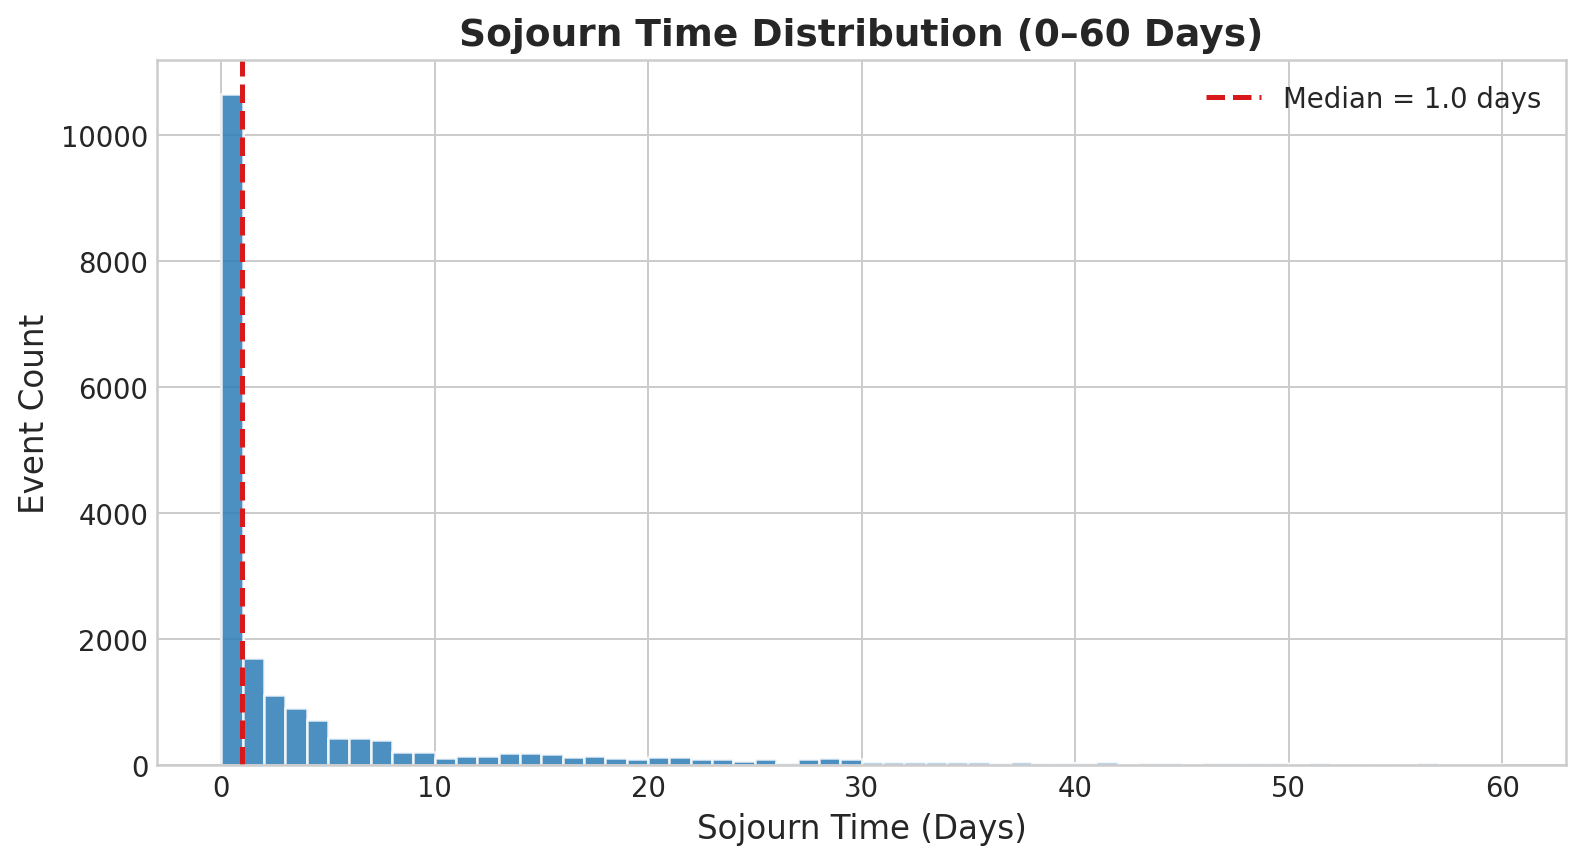 Sojourn Time Distribution (0–60 Days)
Median = 1.0 days
Event Count
10000
8000
6000
4000
2000
0
0 10 20 30 40 50 60
Sojourn Time (Days)